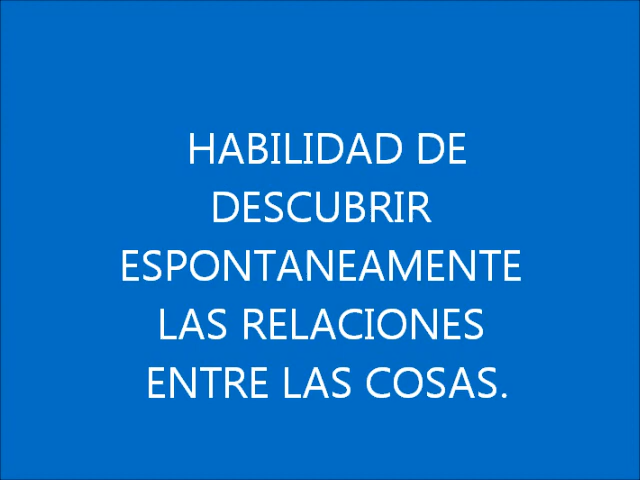 HABILIDAD DE
DESCUBRIR
ESPONTANEAMENTE
LAS RELACIONES
ENTRE LAS COSAS.